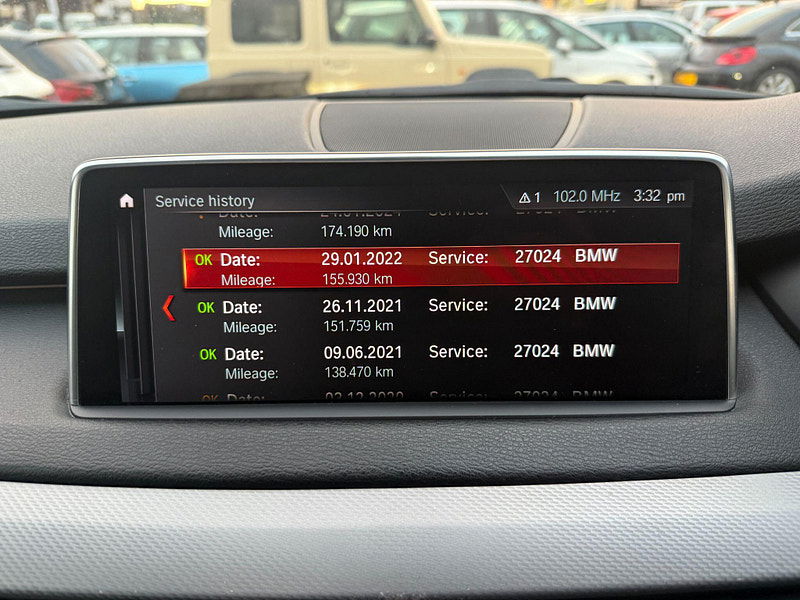 Service history
⚠ 1 102.0 MHz 3:32 pm
Mileage: 174.190 km
OK Date: 29.01.2022 Service: 27024 BMW
Mileage: 155.930 km
OK Date: 26.11.2021 Service: 27024 BMW
Mileage: 151.759 km
OK Date: 09.06.2021 Service: 27024 BMW
Mileage: 138.470 km